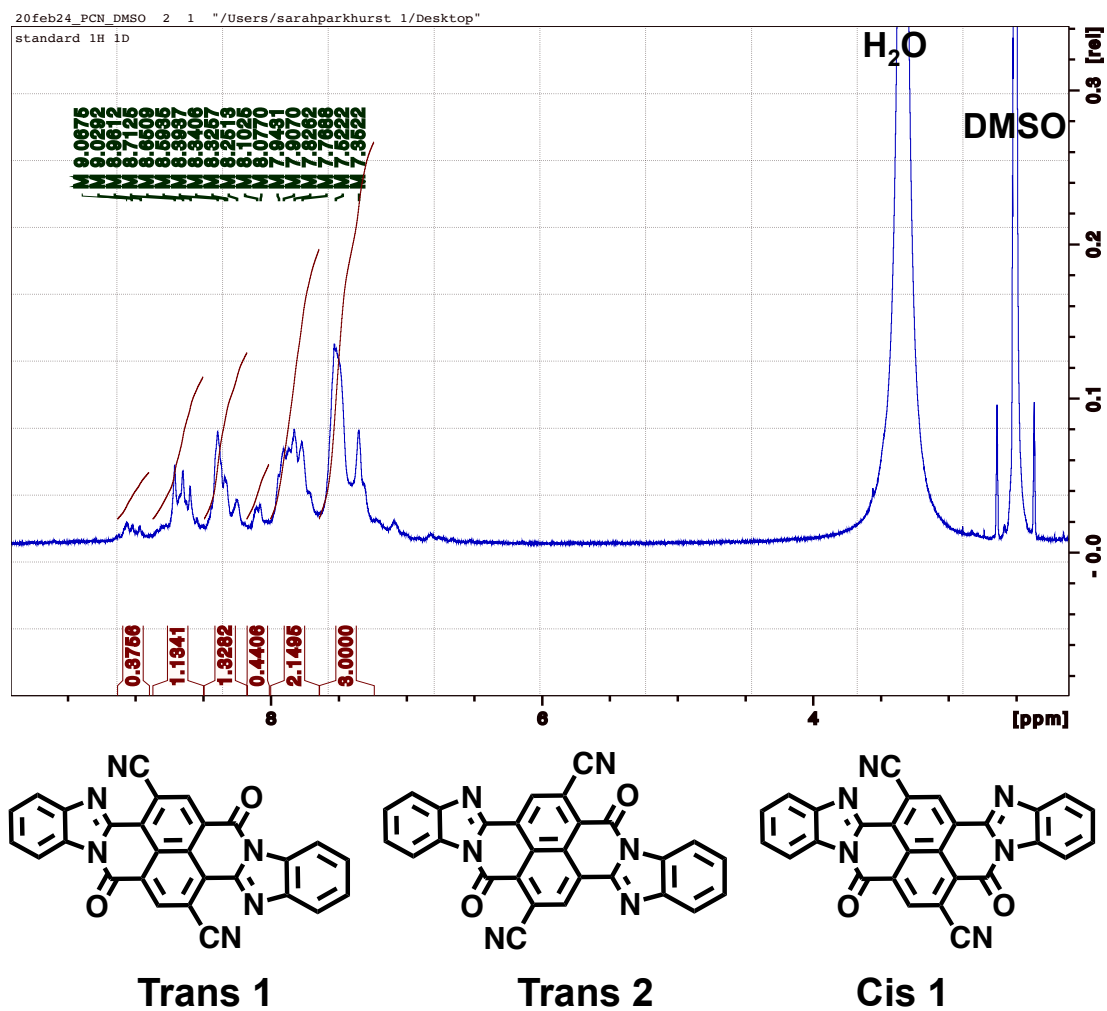 20feb24_PCN_DMSO 2 1 "/Users/sarahparkhurst 1/Desktop"
standard 1H 1D
H₂O
DMSO
[rel]
0.3
0.2
0.1
- 0.0
M 9.0675
M 9.0292
M 8.9612
M 8.7125
M 8.6509
M 8.5935
M 8.3937
M 8.3406
M 8.3257
M 8.2513
M 8.1025
M 8.0770
M 7.9431
M 7.9070
M 7.8262
M 7.7688
M 7.5222
M 7.3522
0.3756
1.1341
1.3282
0.4406
2.1495
3.0000
8
6
4
[ppm]
NC
N
O
N
N
O
N
CN
CN
N
O
N
N
O
N
NC
NC
N
N
N
N
O
O
CN
Trans 1
Trans 2
Cis 1